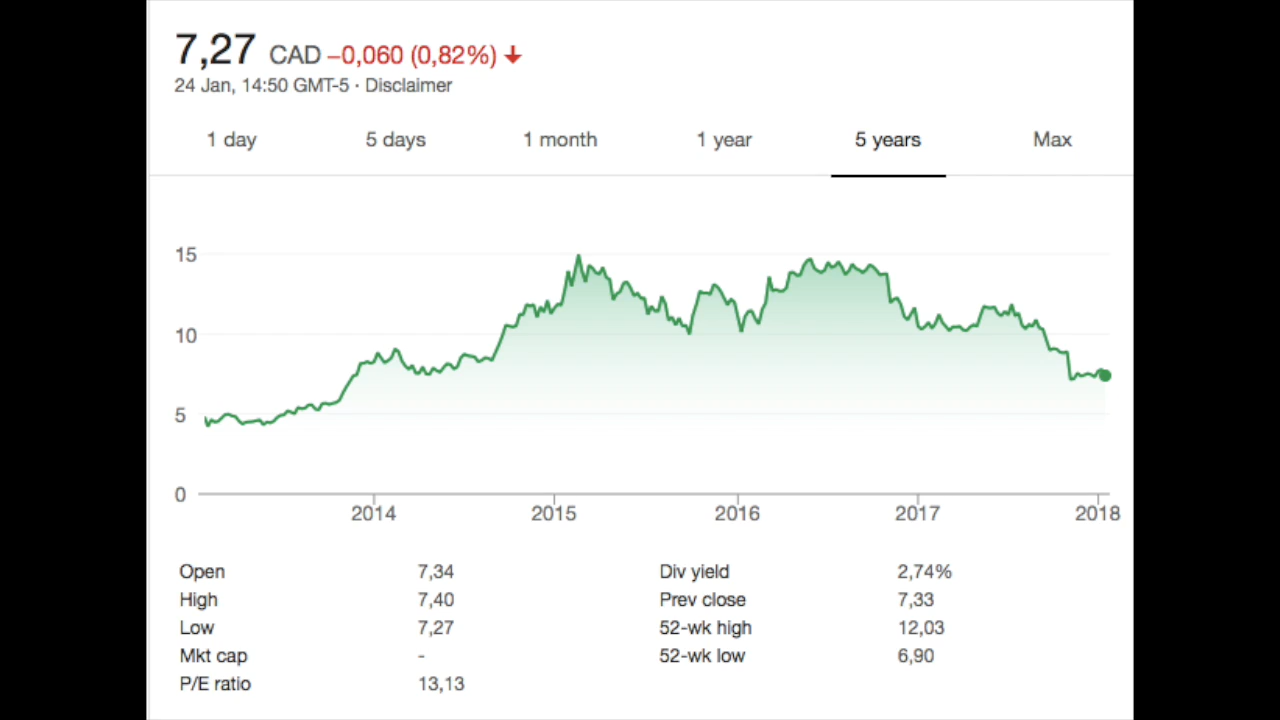 7,27 CAD −0,060 (0,82%) ↓
24 Jan, 14:50 GMT-5 · Disclaimer
1 day 5 days 1 month 1 year 5 years Max
15
10
5
0
2014 2015 2016 2017 2018
Open 7,34 Div yield 2,74%
High 7,40 Prev close 7,33
Low 7,27 52-wk high 12,03
Mkt cap - 52-wk low 6,90
P/E ratio 13,13